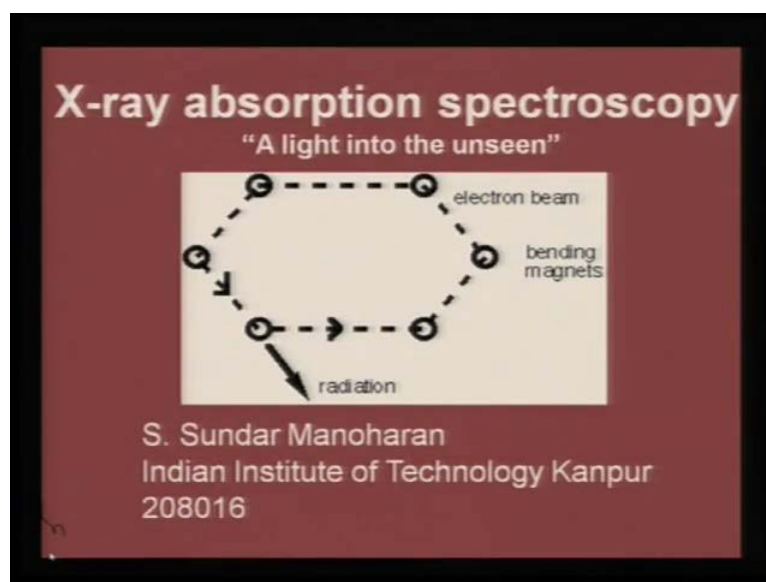 X-ray absorption spectroscopy
"A light into the unseen"
electron beam
bending
magnets
radiation
S. Sundar Manoharan
Indian Institute of Technology Kanpur
208016